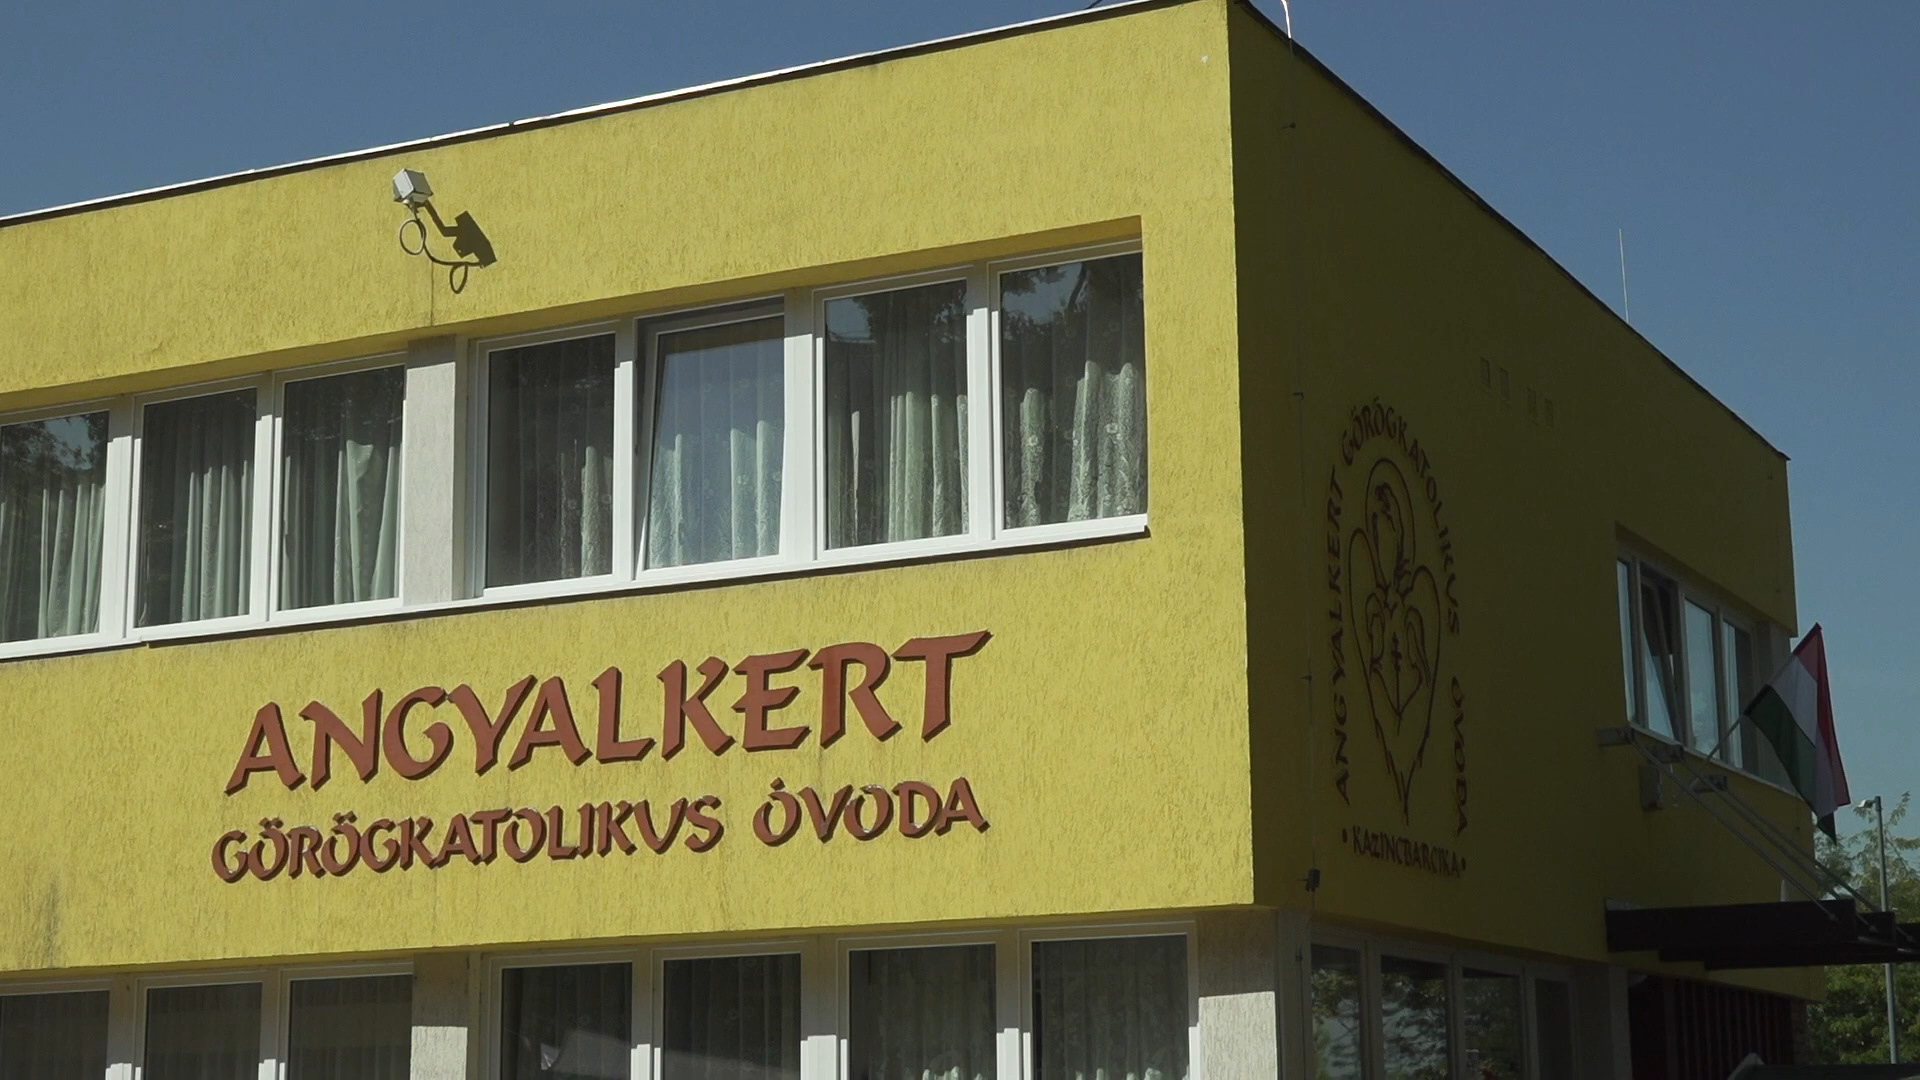 ANGYALKERT
GÖRÖGKATOLIKUS ÓVODA
ANGYALKERT GÖRÖGKATOLIKUS ÓVODA
• KAZINCBARCIKA •